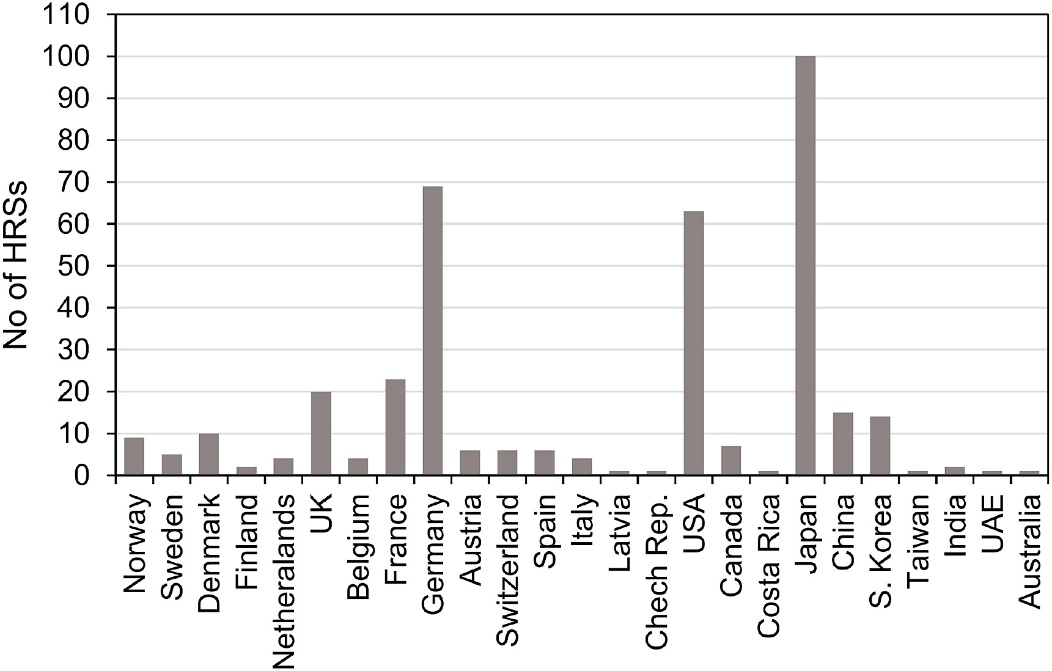 110
100
90
80
70
60
50
40
30
20
10
0
No of HRSs
Norway
Sweden
Denmark
Finland
Netheralands
UK
Belgium
France
Germany
Austria
Switzerland
Spain
Italy
Latvia
Chech Rep.
USA
Canada
Costa Rica
Japan
China
S. Korea
Taiwan
India
UAE
Australia